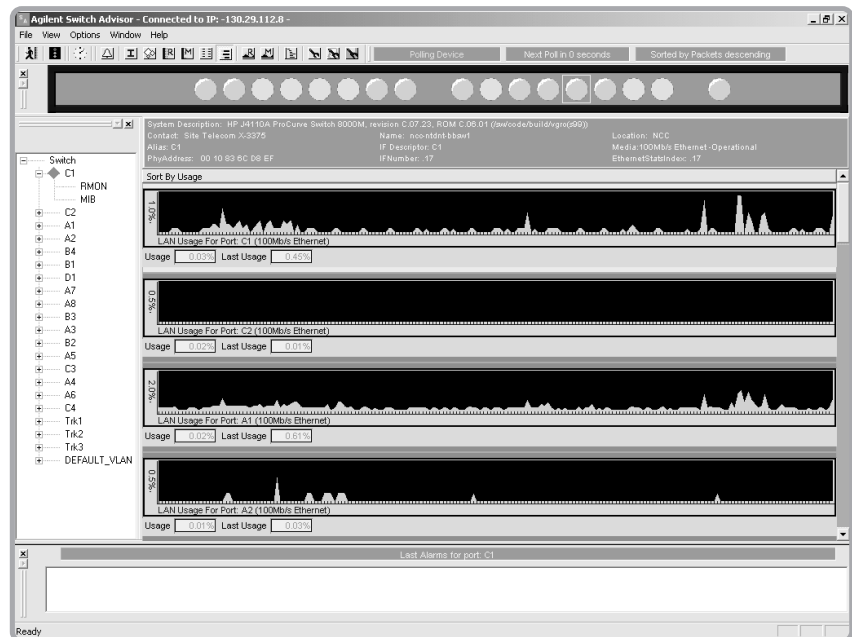 Agilent Switch Advisor - Connected to IP: -130.29.112.8 -
File View Options Window Help
Polling Device Next Poll in 0 seconds Sorted by Packets descending
System Description: HP J4110A ProCurve Switch 8000M, revision C.07.23, ROM C.06.01 (/sw/code/build/vgro(s99))
Contact: Site Telecom X-3375 Name: ncc-ntdnt-bbsw1 Location: NCC
Alias: C1 IF Descriptor: C1 Media:100Mb/s Ethernet-Operational
PhyAddress: 00 10 83 6C D8 EF IFNumber: .17 EthernetStatsIndex: .17
Switch
C1
RMON
MIB
C2
A1
A2
B4
B1
D1
A7
A8
B3
A3
B2
A5
C3
A4
A6
C4
Trk1
Trk2
Trk3
DEFAULT_VLAN
Sort By Usage
1.0%
LAN Usage For Port: C1 (100Mb/s Ethernet)
Usage 0.03% Last Usage 0.45%
0.5%
LAN Usage For Port: C2 (100Mb/s Ethernet)
Usage 0.02% Last Usage 0.01%
2.0%
LAN Usage For Port: A1 (100Mb/s Ethernet)
Usage 0.02% Last Usage 0.61%
0.5%
LAN Usage For Port: A2 (100Mb/s Ethernet)
Usage 0.01% Last Usage 0.03%
Last Alarms for port: C1
Ready